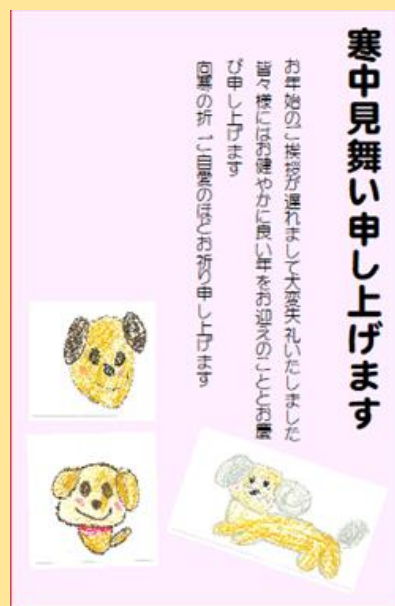 寒中見舞い申し上げます
お年始のご挨拶が遅れまして大変失礼いたしました
皆々様にはお健やかに良い年をお迎えのこととお慶
び申し上げます
向寒の折、ご自愛のほどお祈り申し上げます